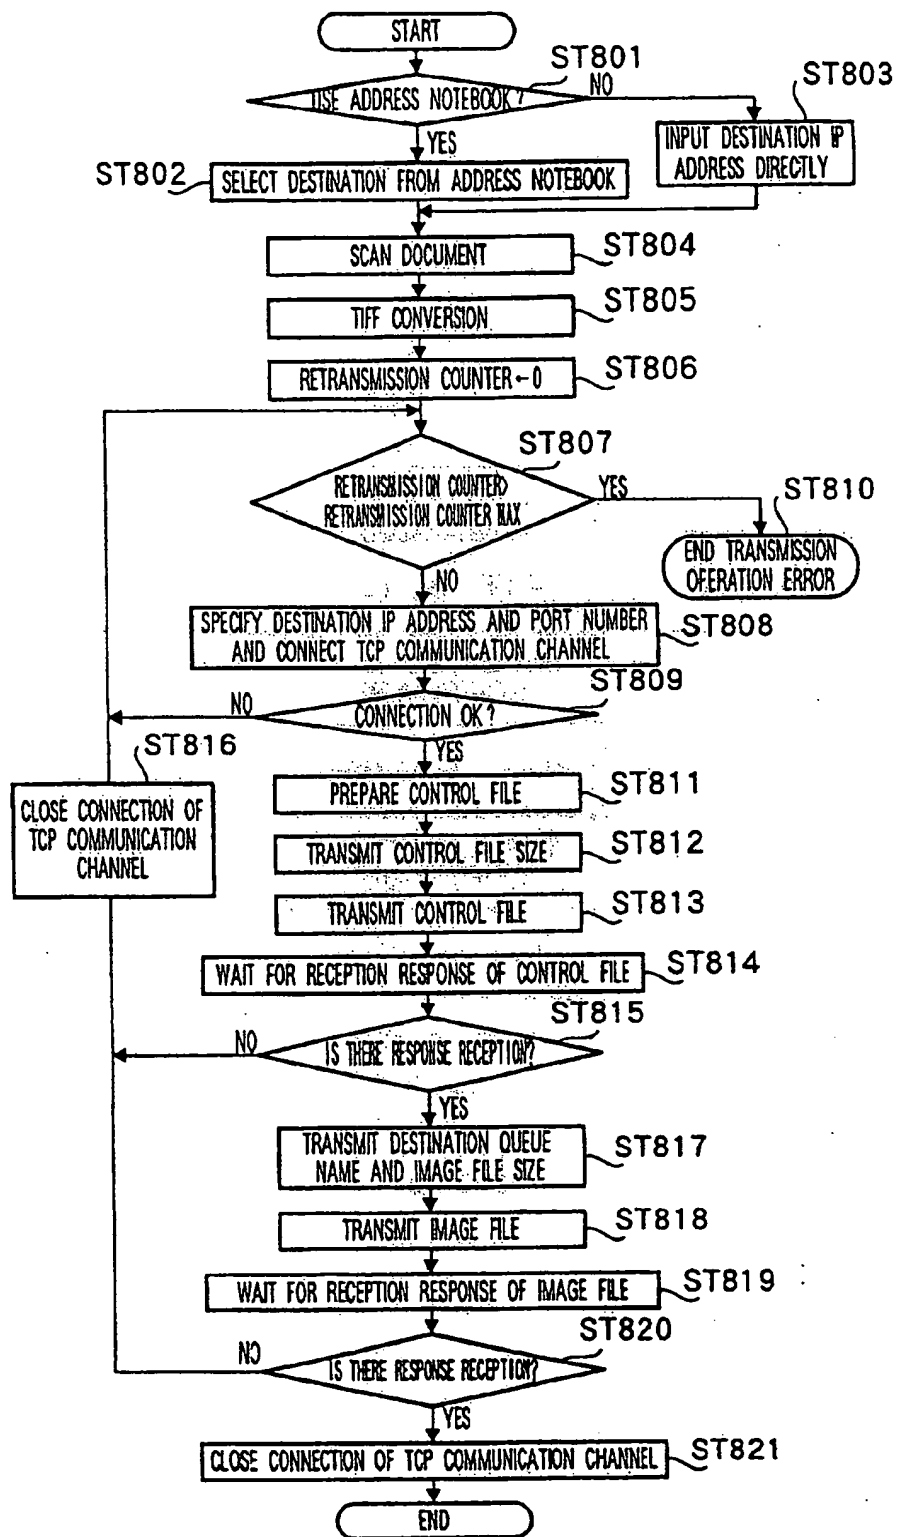 START
ST801
USE ADDRESS NOTEBOOK?
NO
ST803
INPUT DESTINATION IP
ADDRESS DIRECTLY
YES
ST802
SELECT DESTINATION FROM ADDRESS NOTEBOOK
SCAN DOCUMENT
ST804
TIFF CONVERSION
ST805
RETRANSMISSION COUNTER←0
ST806
ST807
RETRANSMISSION COUNTER>
RETRANSMISSION COUNTER MAX
YES
ST810
END TRANSMISSION
OPERATION ERROR
NO
SPECIFY DESTINATION IP ADDRESS AND PORT NUMBER
AND CONNECT TCP COMMUNICATION CHANNEL
ST808
ST809
CONNECTION OK?
NO
YES
ST816
CLOSE CONNECTION OF
TCP COMMUNICATION
CHANNEL
PREPARE CONTROL FILE
ST811
TRANSMIT CONTROL FILE SIZE
ST812
TRANSMIT CONTROL FILE
ST813
WAIT FOR RECEPTION RESPONSE OF CONTROL FILE
ST814
ST815
IS THERE RESPONSE RECEPTION?
NO
YES
TRANSMIT DESTINATION QUEUE
NAME AND IMAGE FILE SIZE
ST817
TRANSMIT IMAGE FILE
ST818
WAIT FOR RECEPTION RESPONSE OF IMAGE FILE
ST819
ST820
IS THERE RESPONSE RECEPTION?
NO
YES
CLOSE CONNECTION OF TCP COMMUNICATION CHANNEL
ST821
END